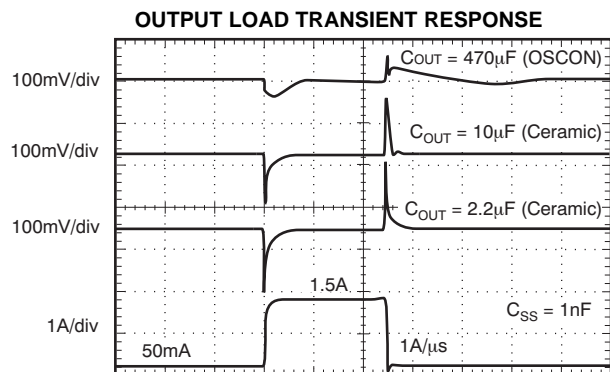 OUTPUT LOAD TRANSIENT RESPONSE
100mV/div
COUT = 470μF (OSCON)
100mV/div
COUT = 10μF (Ceramic)
100mV/div
COUT = 2.2μF (Ceramic)
1A/div
1.5A
CSS = 1nF
50mA
1A/μs